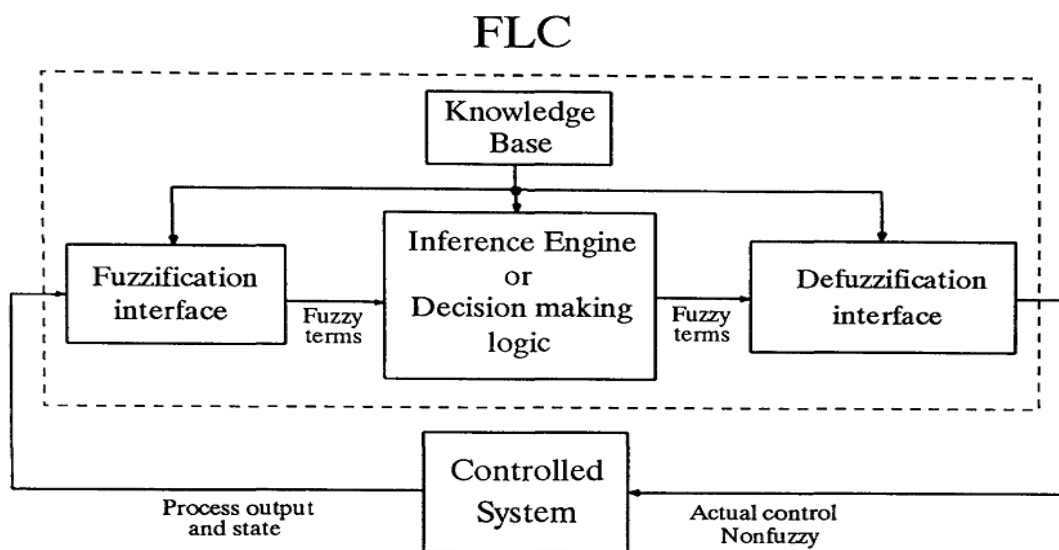 FLC
Knowledge
Base
Fuzzification
interface
Fuzzy
terms
Inference Engine
or
Decision making
logic
Fuzzy
terms
Defuzzification
interface
Controlled
System
Process output
and state
Actual control
Nonfuzzy